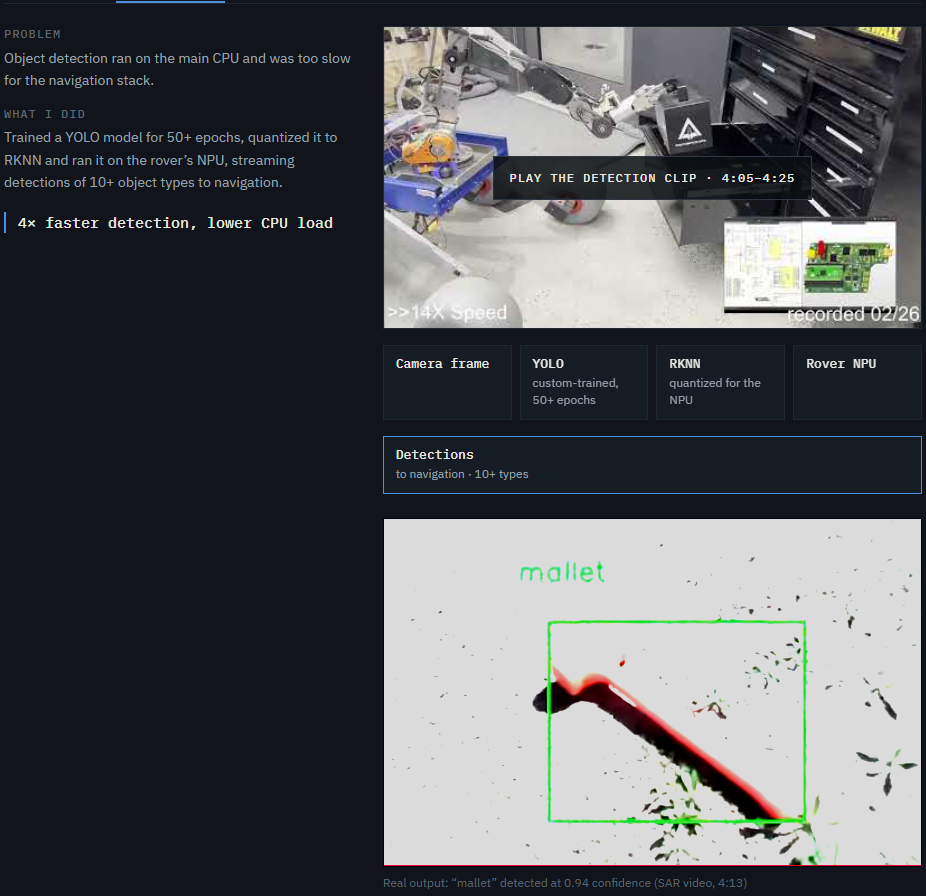 PROBLEM
Object detection ran on the main CPU and was too slow
for the navigation stack.
WHAT I DID
Trained a YOLO model for 50+ epochs, quantized it to
RKNN and ran it on the rover’s NPU, streaming
detections of 10+ object types to navigation.
4× faster detection, lower CPU load
PLAY THE DETECTION CLIP · 4:05–4:25
>>14X Speed
recorded 02/26
Camera frame
YOLO
custom-trained,
50+ epochs
RKNN
quantized for the
NPU
Rover NPU
Detections
to navigation · 10+ types
mallet
Real output: “mallet” detected at 0.94 confidence (SAR video, 4:13)